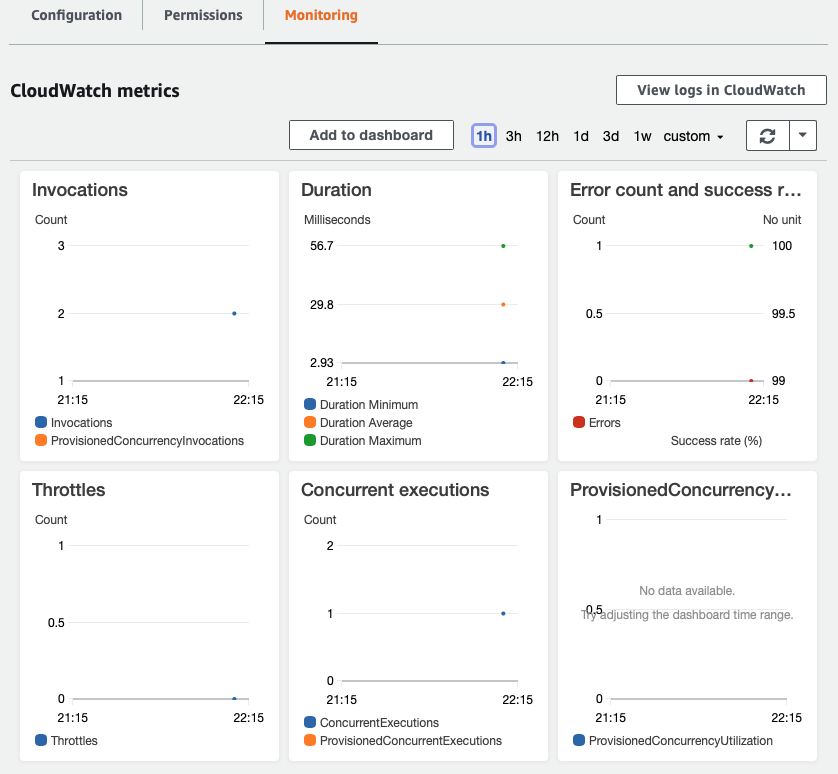 Configuration
Permissions
Monitoring
CloudWatch metrics
View logs in CloudWatch
Add to dashboard
1h 3h 12h 1d 3d 1w custom
Invocations
Count
3
2
1
21:15 22:15
Invocations
ProvisionedConcurrencyInvocations
Duration
Milliseconds
56.7
29.8
2.93
21:15 22:15
Duration Minimum
Duration Average
Duration Maximum
Error count and success r...
Count No unit
1 100
0.5 99.5
0 99
21:15 22:15
Errors
Success rate (%)
Throttles
Count
1
0.5
0
21:15 22:15
Throttles
Concurrent executions
Count
2
1
0
21:15 22:15
ConcurrentExecutions
ProvisionedConcurrentExecutions
ProvisionedConcurrency...
1
No data available.
0.5
Try adjusting the dashboard time range.
0
21:15 22:15
ProvisionedConcurrencyUtilization